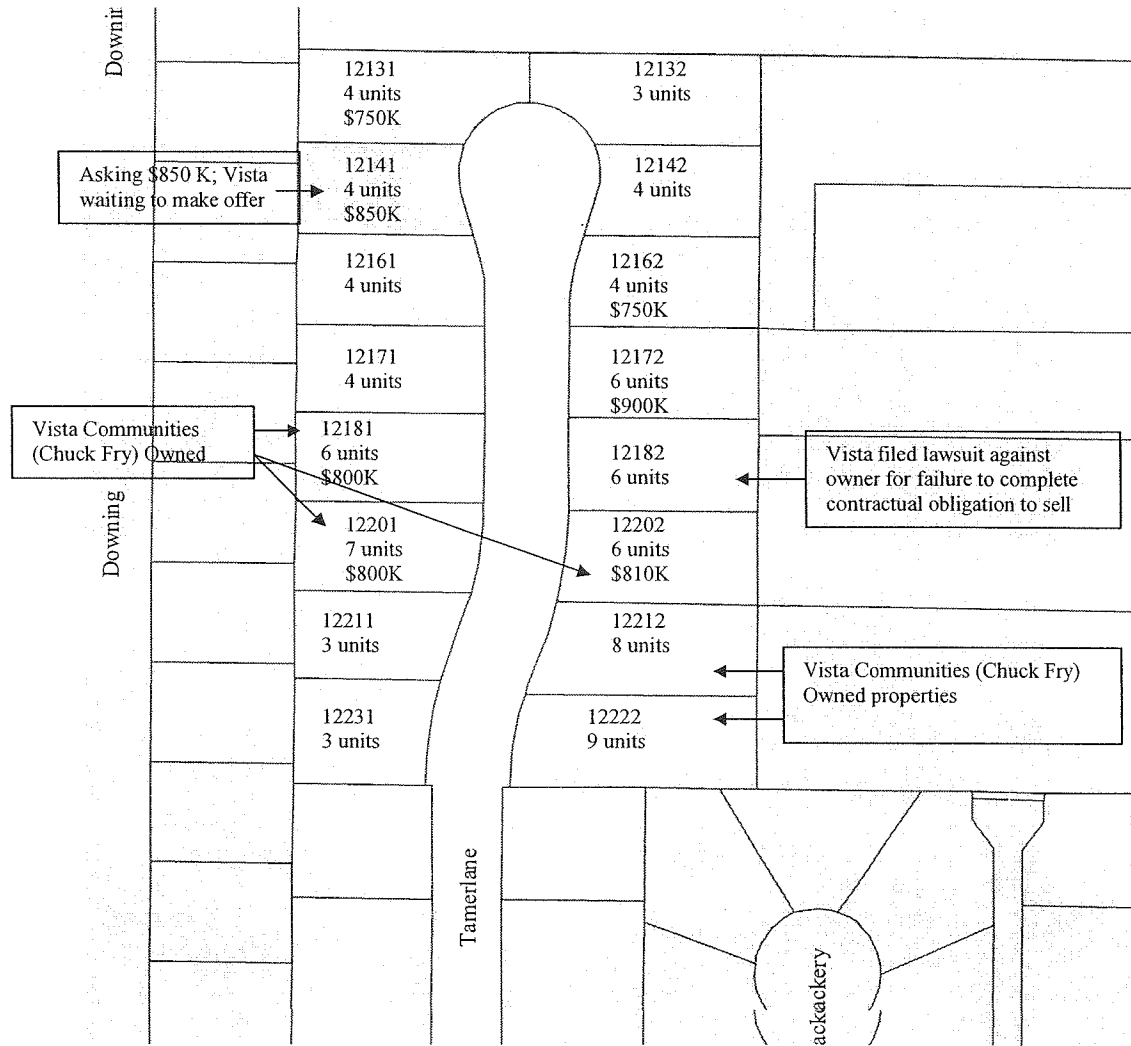 Downin
12131
4 units
$750K
12132
3 units
Asking $850 K; Vista
waiting to make offer
12141
4 units
$850K
12142
4 units
12161
4 units
12162
4 units
$750K
12171
4 units
12172
6 units
$900K
Vista Communities
(Chuck Fry) Owned
12181
6 units
$800K
12182
6 units
Vista filed lawsuit against
owner for failure to complete
contractual obligation to sell
Downing
12201
7 units
$800K
12202
6 units
$810K
12211
3 units
12212
8 units
Vista Communities (Chuck Fry)
Owned properties
12231
3 units
12222
9 units
Tamerlane
ackackery